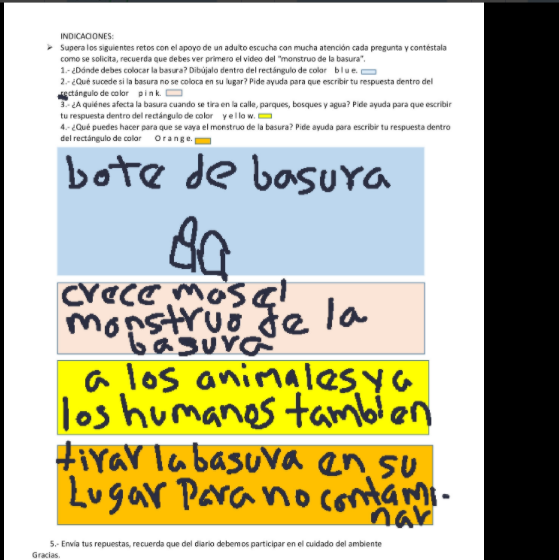 INDICACIONES:
➤ Supera los siguientes retos con el apoyo de un adulto escucha con mucha atención cada pregunta y contéstala
como se solicita, recuerda que debes ver primero el video del "monstruo de la basura".
1.- ¿Dónde debes colocar la basura? Dibújalo dentro del rectángulo de color b l u e.
2.- ¿Qué sucede si la basura no se coloca en su lugar? Pide ayuda para que escribir tu respuesta dentro del
rectángulo de color p i n k.
3.- ¿A quiénes afecta la basura cuando se tira en la calle, parques, bosques y agua? Pide ayuda para que escribir
tu respuesta dentro del rectángulo de color y e l l o w.
4.- ¿Qué puedes hacer para que se vaya el monstruo de la basura? Pide ayuda para escribir tu respuesta dentro
del rectángulo de color O r a n g e.
bote de basura
crece mas el
monstruo de la
basura
a los animales y a
los humanos tambien
tirar la basura en su
Lugar Para no contami-
nar
5.- Envía tus respuestas, recuerda que del diario debemos participar en el cuidado del ambiente
Gracias.